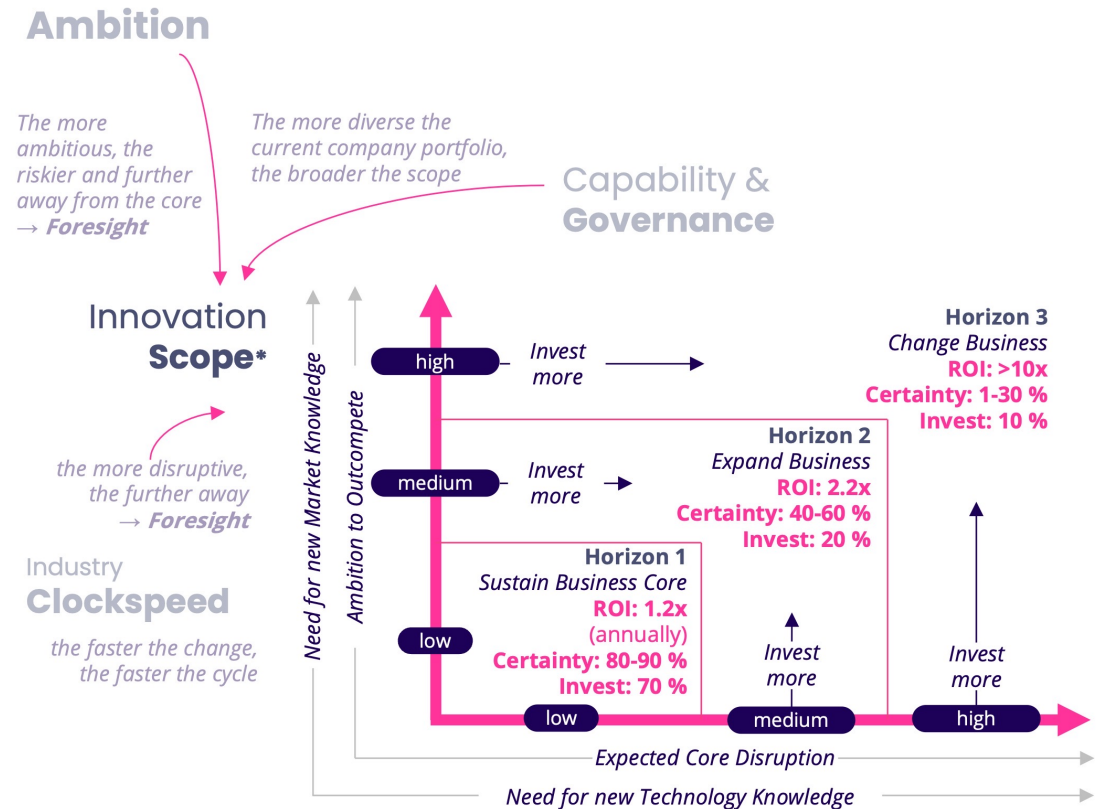 Ambition
The more
ambitious, the
riskier and further
away from the core
→ Foresight
The more diverse the
current company portfolio,
the broader the scope
Capability &
Governance
Innovation
Scope*
the more disruptive,
the further away
→ Foresight
Industry
Clockspeed
the faster the change,
the faster the cycle
Need for new Market Knowledge
Ambition to Outcompete
high
Invest
more
Horizon 3
Change Business
ROI: >10x
Certainty: 1-30 %
Invest: 10 %
medium
Invest
more
Horizon 2
Expand Business
ROI: 2.2x
Certainty: 40-60 %
Invest: 20 %
low
Horizon 1
Sustain Business Core
ROI: 1.2x
(annually)
Certainty: 80-90 %
Invest: 70 %
Invest
more
Invest
more
low
medium
high
Expected Core Disruption
Need for new Technology Knowledge